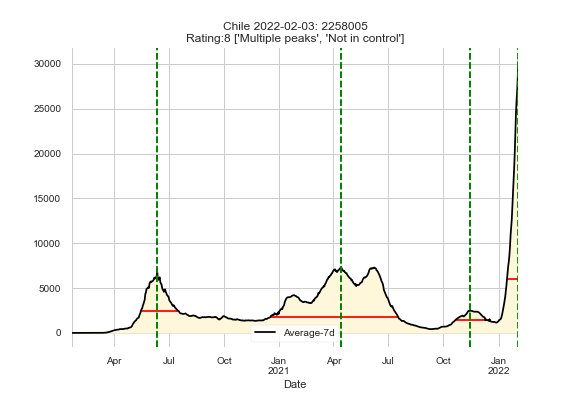 Chile 2022-02-03: 2258005
Rating:8 ['Multiple peaks', 'Not in control']
30000
25000
20000
15000
10000
5000
0
Average-7d
Apr Jul Oct Jan Apr Jul Oct Jan
2021 2022
Date